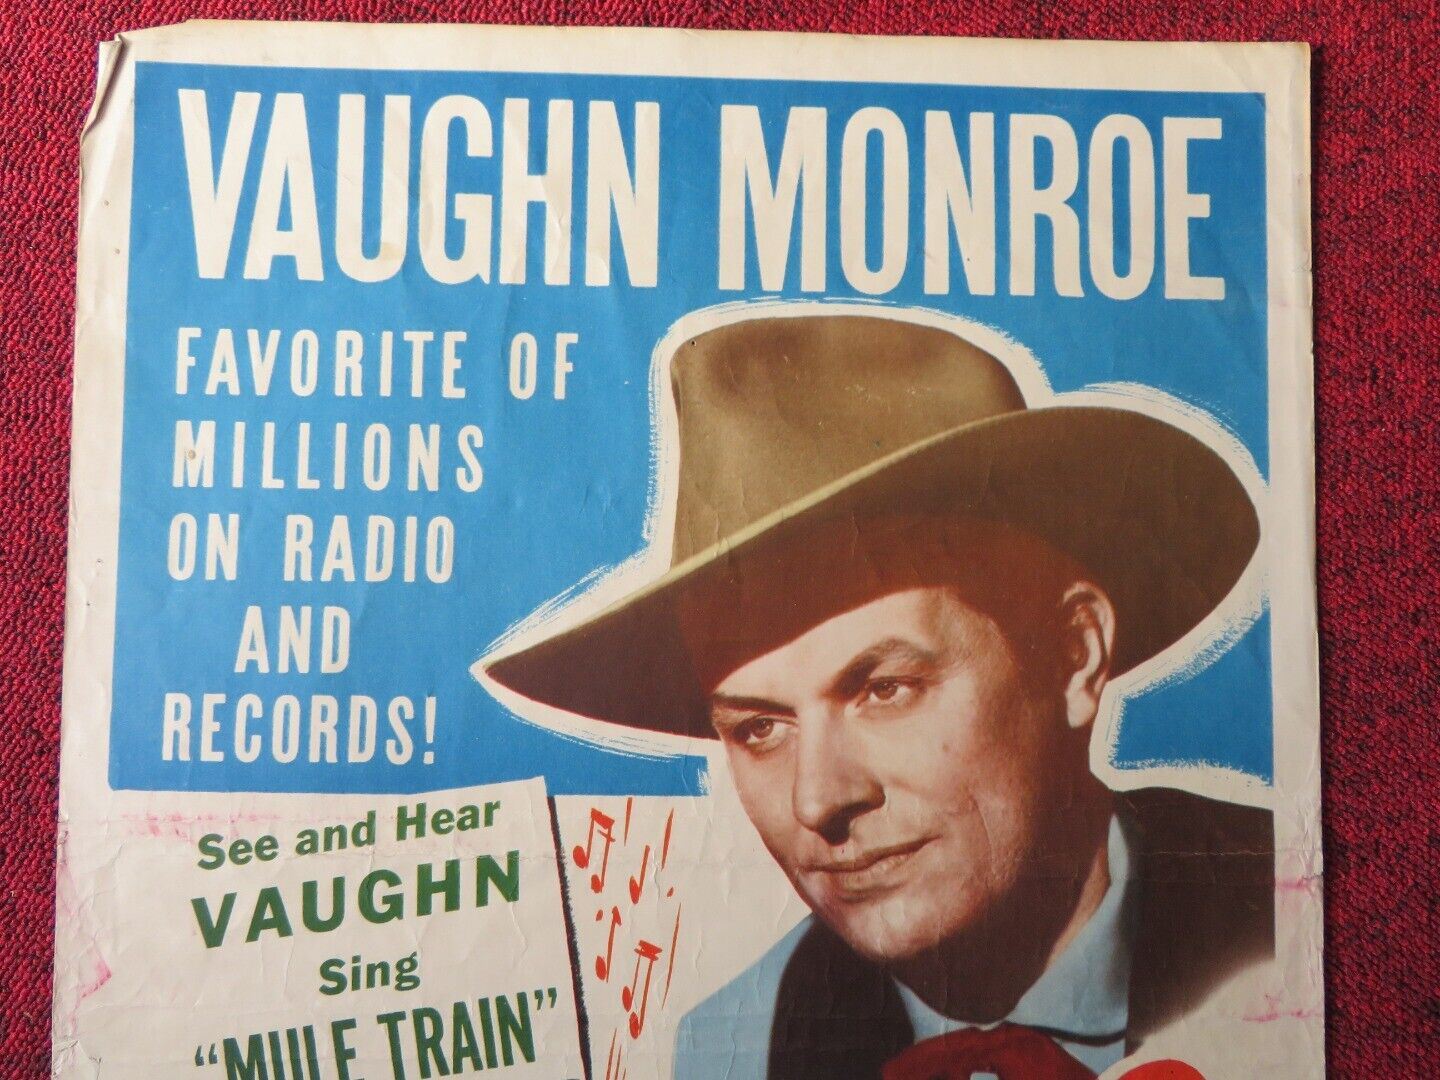 VAUGHN MONROE
FAVORITE OF
MILLIONS
ON RADIO
AND
RECORDS!
See and Hear
VAUGHN
Sing
"MULE TRAIN"